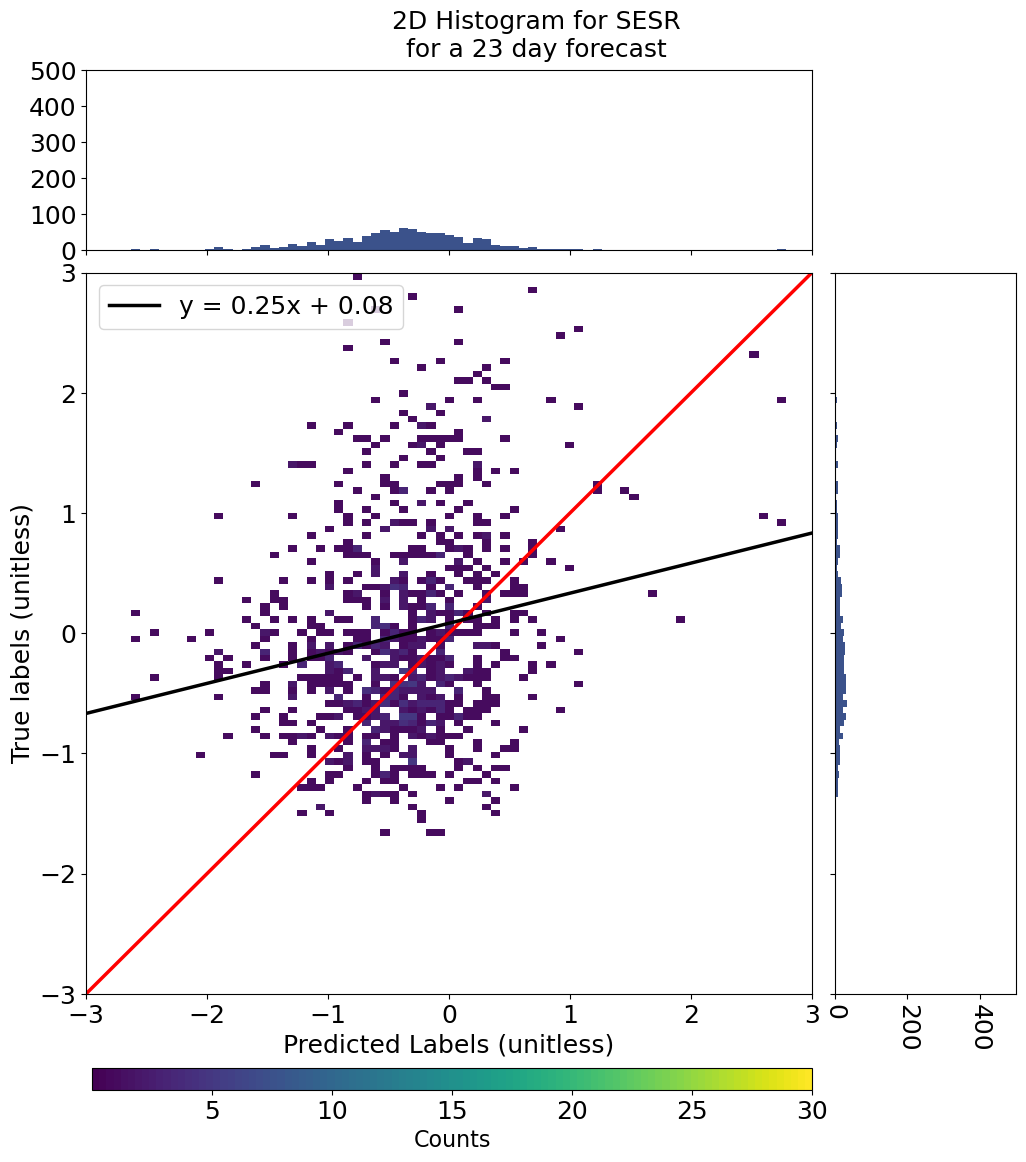 2D Histogram for SESR
for a 23 day forecast
500
400
300
200
100
0
3
2
1
0
−1
−2
−3
True labels (unitless)
y = 0.25x + 0.08
−3 −2 −1 0 1 2 3
Predicted Labels (unitless)
0 200 400
5 10 15 20 25 30
Counts